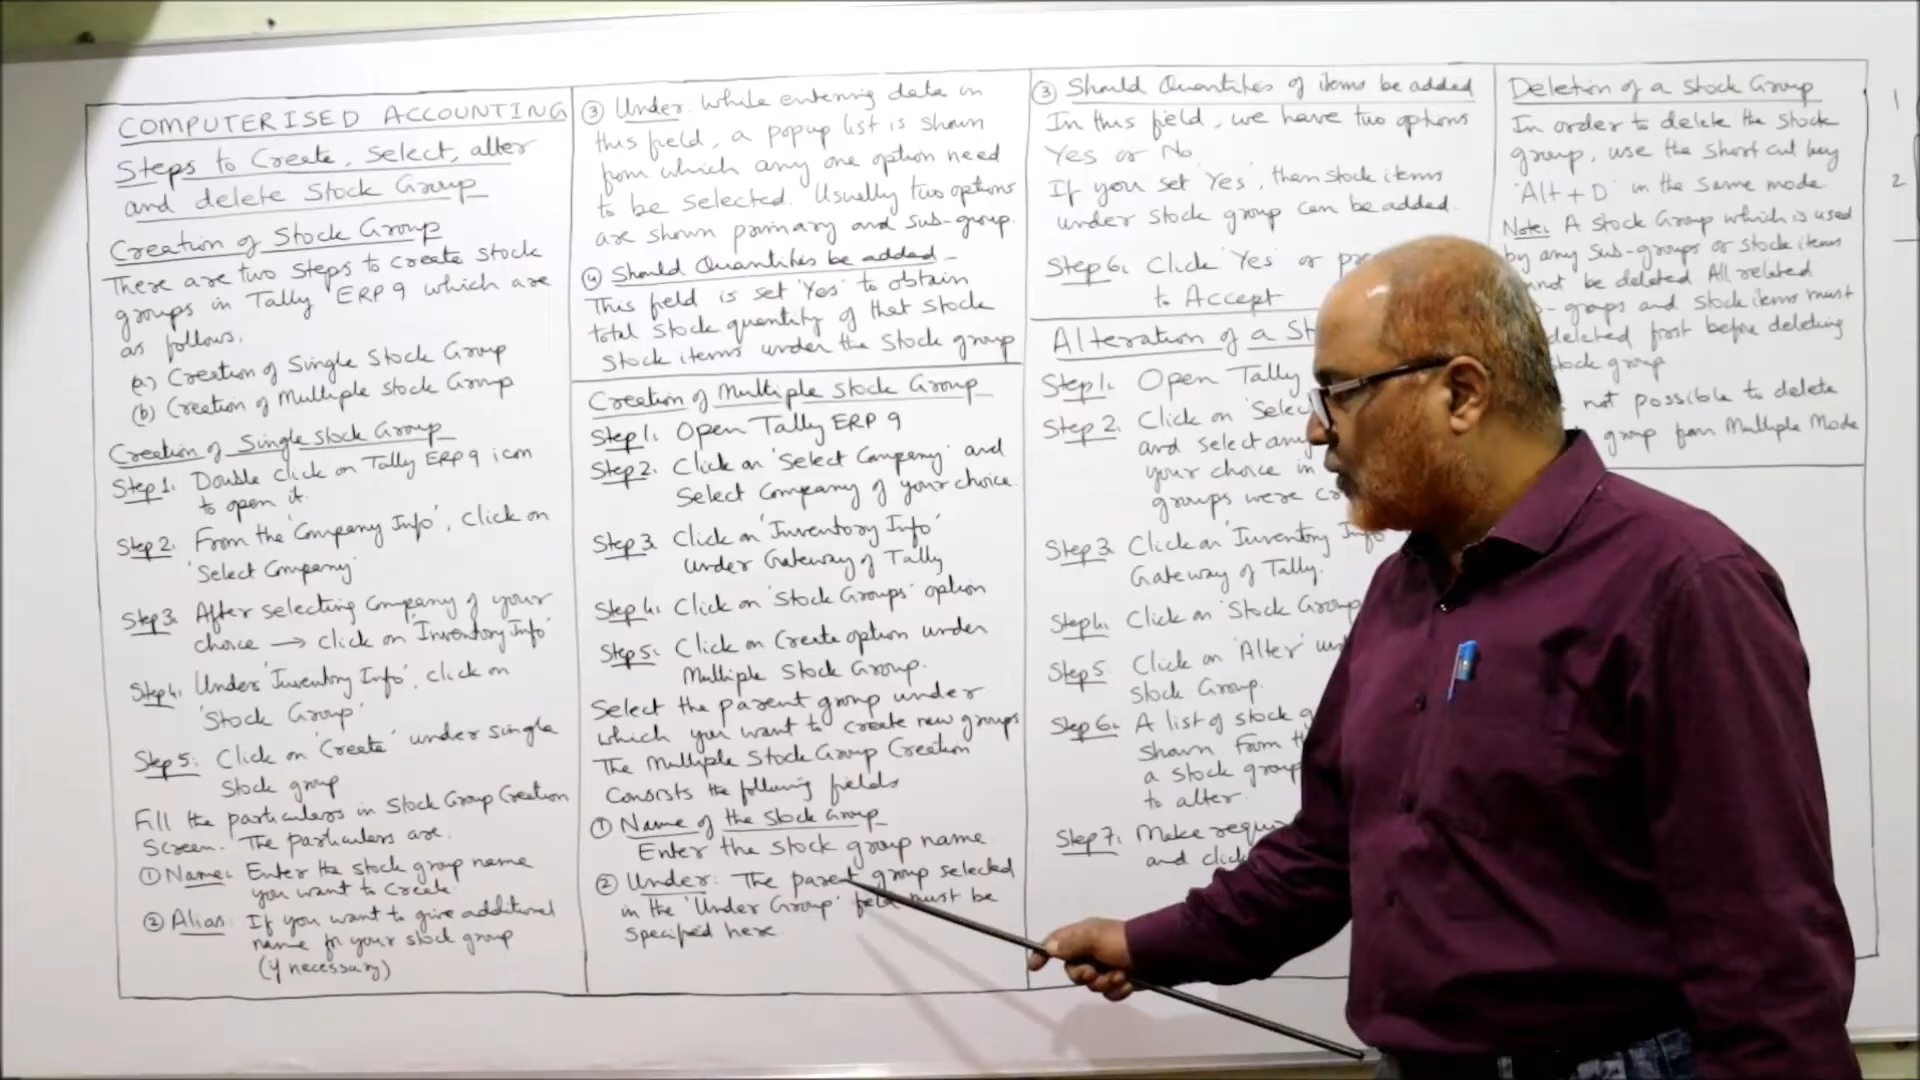 COMPUTERISED ACCOUNTING
Steps to Create, Select, alter
and delete Stock Group
Creation of Stock Group
There are two steps to create stock
groups in Tally ERP 9 which are
as follows.
(a) Creation of Single Stock Group
(b) Creation of Multiple Stock Group
Creation of Single stock Group
Step 1. Double click on Tally ERP 9 icon
to open it.
Step 2. From the 'Company Info', Click on
'Select Company'
Step 3. After selecting Company of your
choice → click on 'Inventory Info'
Step 4. Under 'Inventory Info', click on
'Stock Group'
Step 5: Click on 'Create' under single
Stock group
Fill the particulars in Stock Group Creation
Screen. The particulars are.
① Name: Enter the stock group name
you want to create.
② Alias: If you want to give additional
name for your stock group
(if necessary)
③ Under: While entering data in
this field, a popup list is shown
from which any one option need
to be selected. Usually two options
are shown primary and sub-group.
④ Should Quantities be added -
This field is set 'Yes' to obtain
total stock quantity of that stock
Stock items under the Stock group
Creation of Multiple Stock Group
Step 1. Open Tally ERP 9
Step 2. Click on 'Select Company' and
Select Company of your choice.
Step 3. Click on 'Inventory Info'
under Gateway of Tally
Step 4. Click on 'Stock Groups' option
Step 5: Click on Create option under
Multiple Stock Group.
Select the parent group under
which you want to create new groups
The Multiple Stock Group Creation
Consists the following fields
① Name of the Stock Group
Enter the stock group name
② Under: The parent group selected
in the 'Under Group' field must be
specified here.
③ Should Quantities of items be added
In this field, we have two options
Yes or No
If you set 'Yes', then stock items
under stock group can be added.
Step 6. Click 'Yes' or
to Accept
Alteration of a
Step 1. Open Tally
Step 2. Click on
and select any
your choice in
groups were
Step 3. Click on 'Inventory Info'
Gateway of Tally.
Step 4. Click on 'Stock Group
Step 5. Click on 'Alter'
Stock Group.
Step 6. A list of stock
shown From
a stock group
to alter.
Step 7. Make
and click
Deletion of a Stock Group
In order to delete the stock
group, use the short cut key
'Alt + D' in the same mode
Note: A Stock Group which is used
by any Sub-groups or stock items
be deleted. All related
groups and stock items must
deleted first before deleting
group
not possible to delete
group from Multiple Mode
1
2